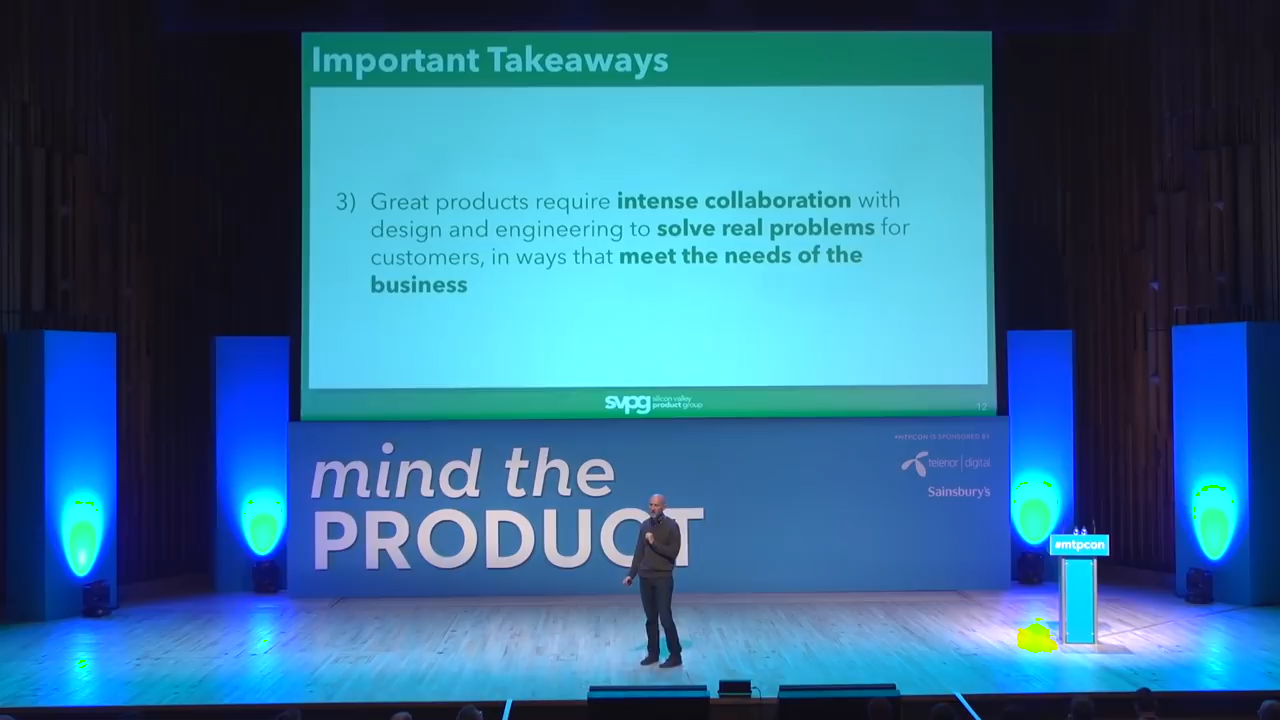 Important Takeaways
3) Great products require intense collaboration with
design and engineering to solve real problems for
customers, in ways that meet the needs of the
business
svpg silicon valley
product group
12
mind the
PRODUCT
#MTPCON IS SPONSORED BY
telenor | digital
Sainsbury's
#mtpcon